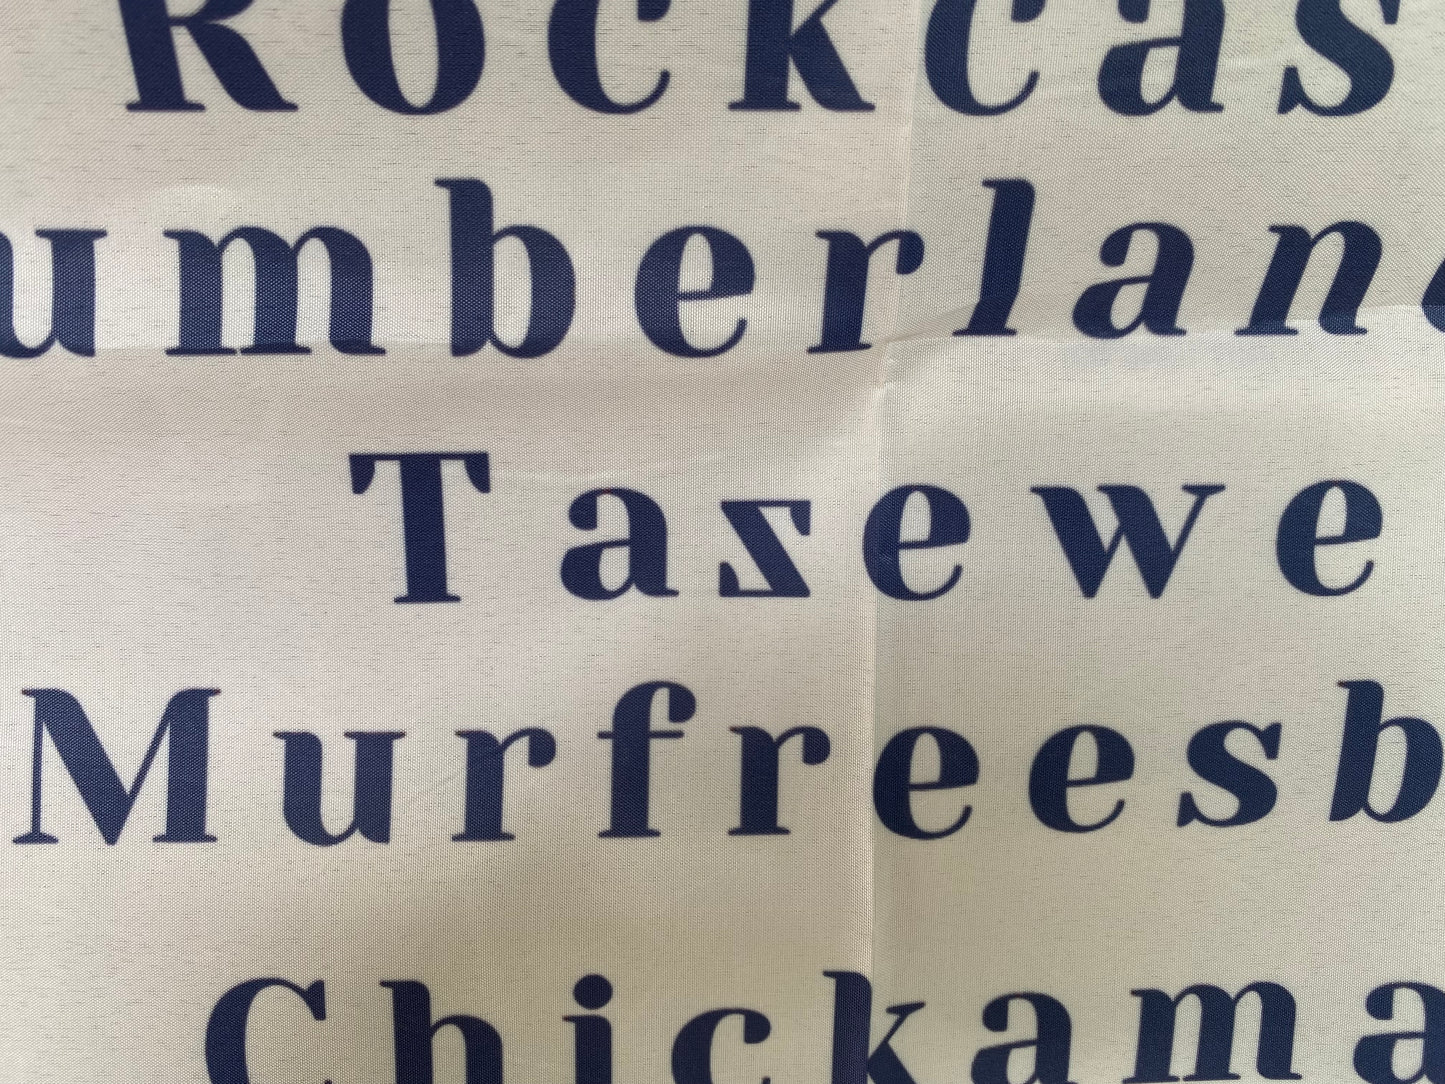 Rockcas
umberlan
Tazewe
Murfreesb
Chickama